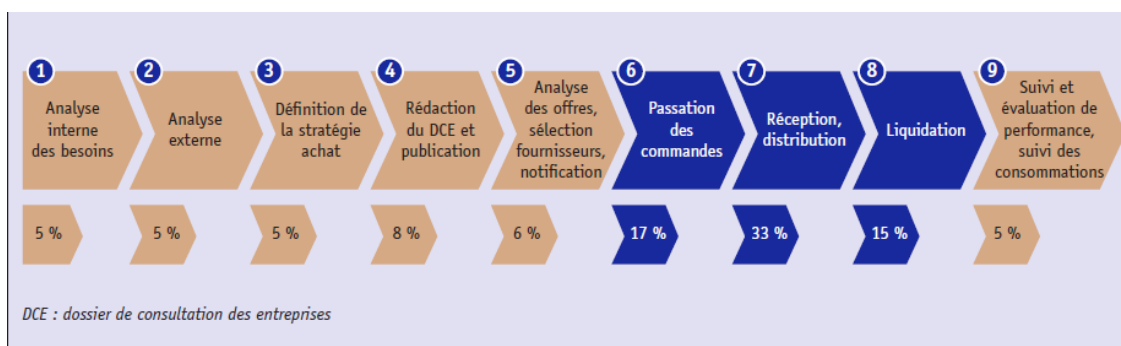 1
Analyse
interne
des besoins
2
Analyse
externe
3
Définition de
la stratégie
achat
4
Rédaction
du DCE et
publication
5
Analyse
des offres,
sélection
fournisseurs,
notification
6
Passation
des
commandes
7
Réception,
distribution
8
Liquidation
9
Suivi et
évaluation de
performance,
suivi des
consommations
5 %
5 %
5 %
8 %
6 %
17 %
33 %
15 %
5 %
DCE : dossier de consultation des entreprises